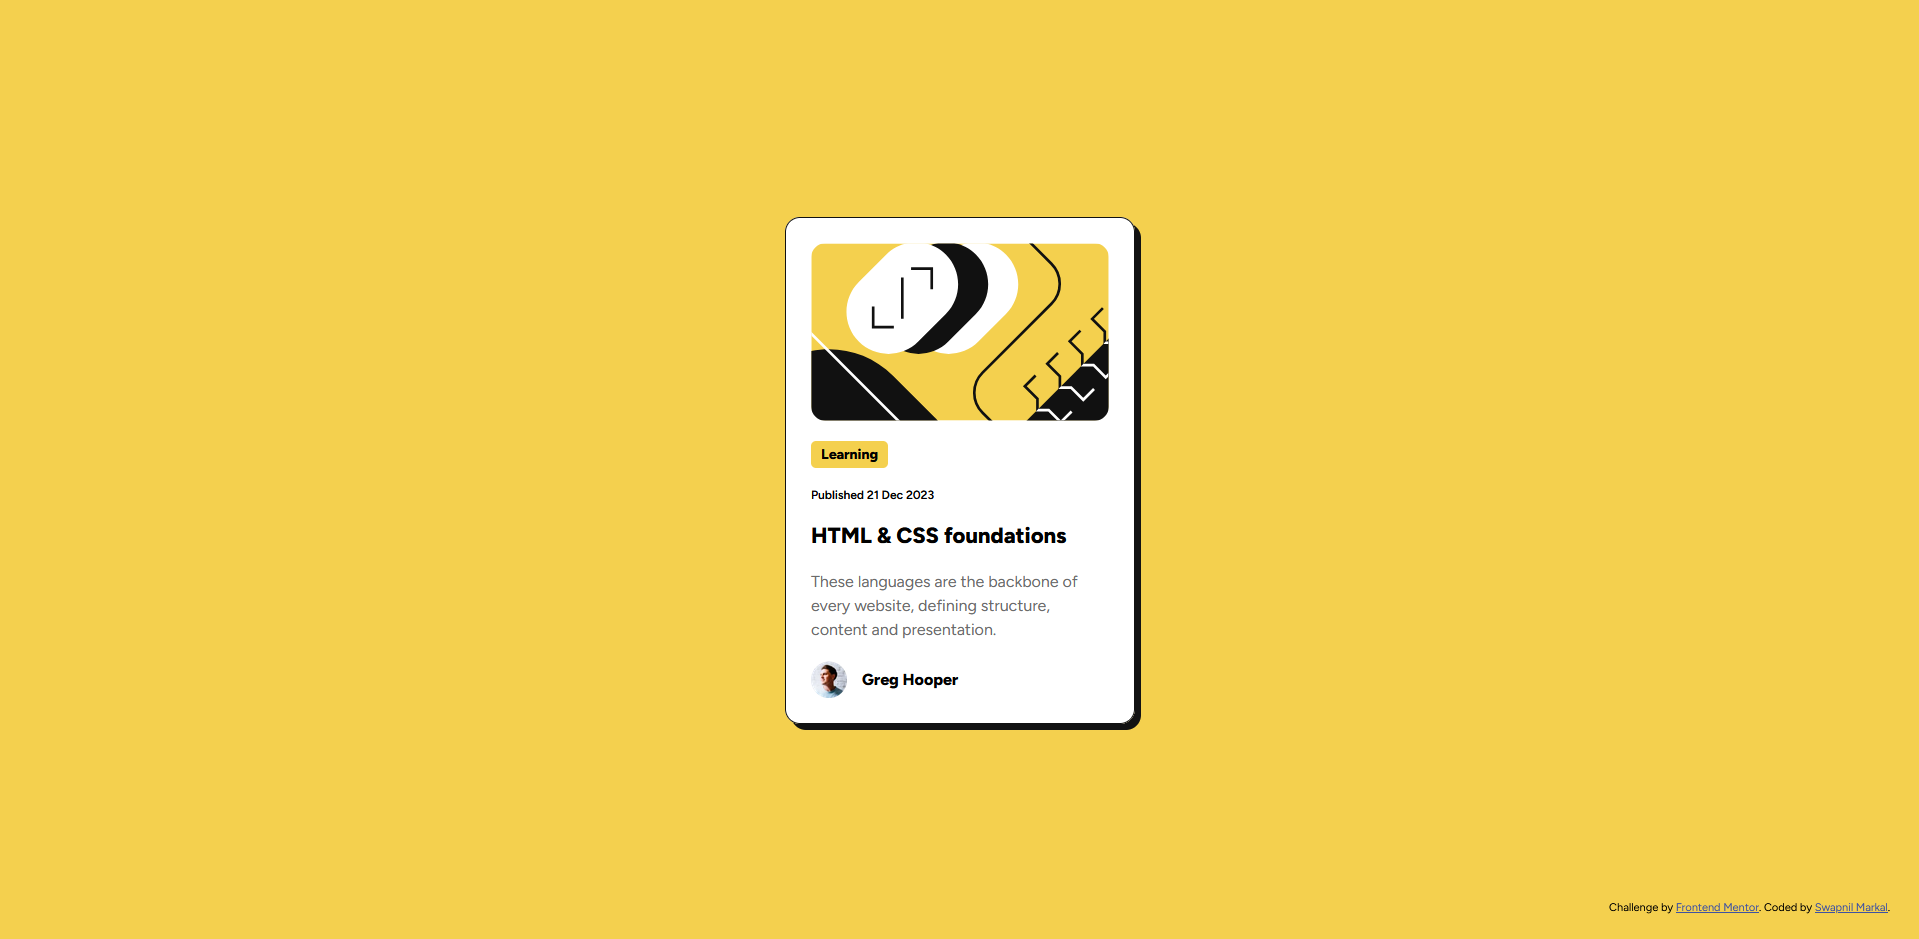 Learning
Published 21 Dec 2023
HTML & CSS foundations
These languages are the backbone of
every website, defining structure,
content and presentation.
Greg Hooper
Challenge by Frontend Mentor. Coded by Swapnil Markal.